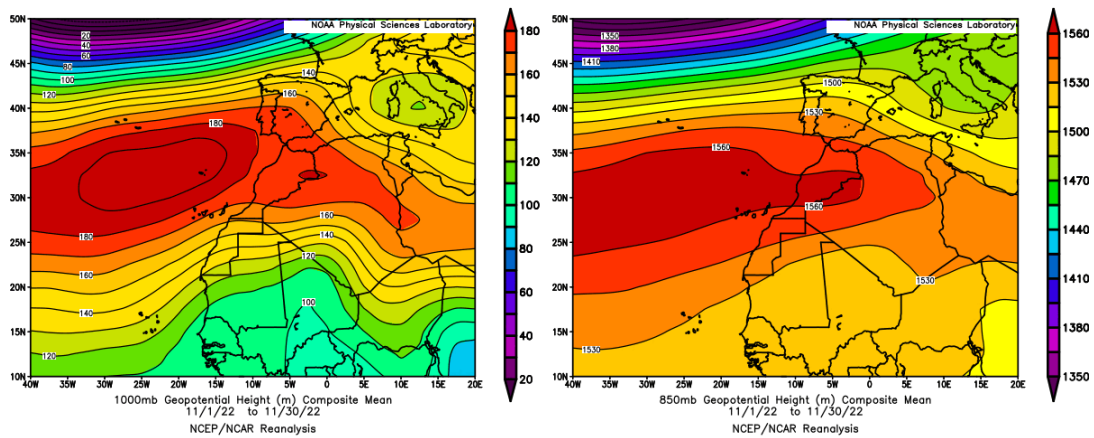 NOAA Physical Sciences Laboratory
50N
45N
40N
35N
30N
25N
20N
15N
10N
40W 35W 30W 25W 20W 15W 10W 5W 0 5E 10E 15E 20E
20
40
60
80
100
120
140
160
180
180
160
160
140
140
120
120
100
180
160
140
120
100
80
60
40
20
1000mb Geopotential Height (m) Composite Mean
11/1/22 to 11/30/22
NCEP/NCAR Reanalysis
NOAA Physical Sciences Laboratory
50N
45N
40N
35N
30N
25N
20N
15N
10N
40W 35W 30W 25W 20W 15W 10W 5W 0 5E 10E 15E 20E
1350
1380
1410
1500
1530
1560
1560
1530
1530
1560
1530
1500
1470
1440
1410
1380
1350
850mb Geopotential Height (m) Composite Mean
11/1/22 to 11/30/22
NCEP/NCAR Reanalysis